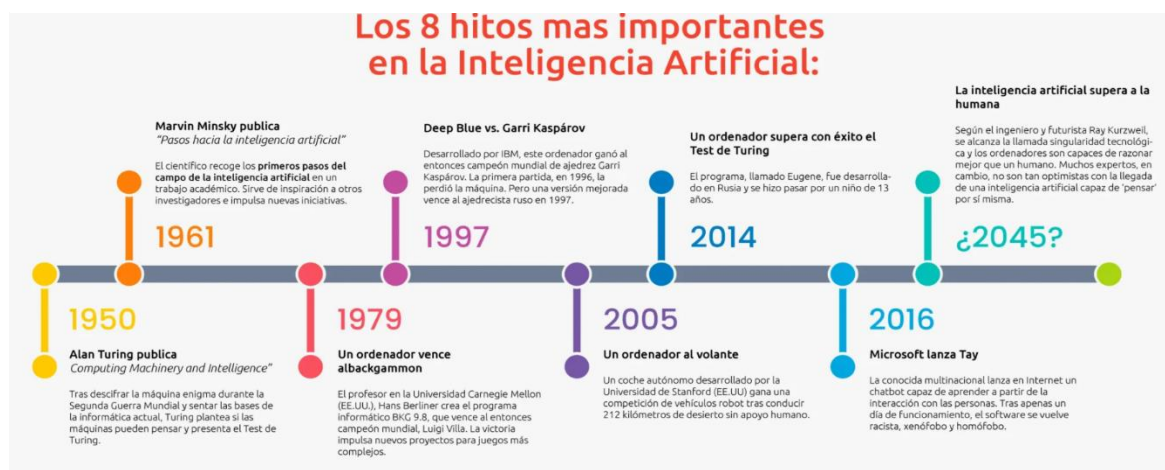 Los 8 hitos mas importantes
en la Inteligencia Artificial:
1950
Alan Turing publica
Computing Machinery and Intelligence”
Tras descifrar la máquina enigma durante la
Segunda Guerra Mundial y sentar las bases de
la informática actual, Turing plantea si las
máquinas pueden pensar y presenta el Test de
Turing.
Marvin Minsky publica
“Pasos hacia la inteligencia artificial”
El científico recoge los primeros pasos del
campo de la inteligencia artificial en un
trabajo académico. Sirve de inspiración a otros
investigadores e impulsa nuevas iniciativas.
1961
1979
Un ordenador vence
albackgammon
El profesor en la Universidad Carnegie Mellon
(EE.UU.), Hans Berliner crea el programa
informático BKG 9.8, que vence al entonces
campeón mundial, Luigi Villa. La victoria
impulsa nuevos proyectos para juegos más
complejos.
Deep Blue vs. Garri Kaspárov
Desarrollado por IBM, este ordenador ganó al
entonces campeón mundial de ajedrez Garri
Kaspárov. La primera partida, en 1996, la
perdió la máquina. Pero una versión mejorada
vence al ajedrecista ruso en 1997.
1997
2005
Un ordenador al volante
Un coche autónomo desarrollado por la
Universidad de Stanford (EE.UU) gana una
competición de vehículos robot tras conducir
212 kilómetros de desierto sin apoyo humano.
Un ordenador supera con éxito el
Test de Turing
El programa, llamado Eugene, fue desarrolla-
do en Rusia y se hizo pasar por un niño de 13
años.
2014
2016
Microsoft lanza Tay
La conocida multinacional lanza en Internet un
chatbot capaz de aprender a partir de la
interacción con las personas. Tras apenas un
día de funcionamiento, el software se vuelve
racista, xenófobo y homófobo.
La inteligencia artificial supera a la
humana
Según el ingeniero y futurista Ray Kurzweil,
se alcanza la llamada singularidad tecnológi-
ca y los ordenadores son capaces de razonar
mejor que un humano. Muchos expertos, en
cambio, no son tan optimistas con la llegada
de una inteligencia artificial capaz de ‘pensar’
por sí misma.
¿2045?